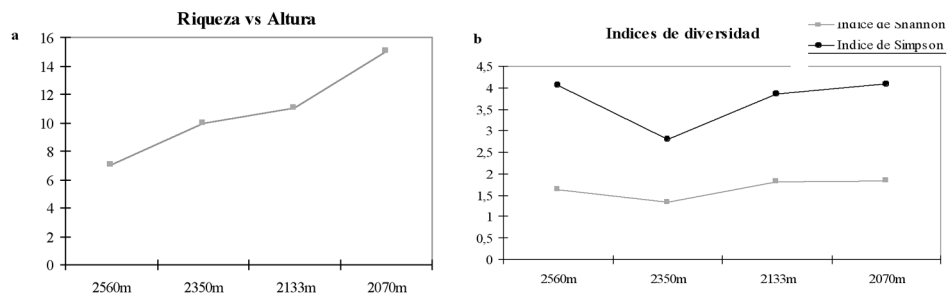 a
Riqueza vs Altura
16
14
12
10
8
6
4
2
0
2560m 2350m 2133m 2070m
b
Indices de diversidad
Indice de Shannon
Indice de Simpson
4,5
4
3,5
3
2,5
2
1,5
1
0,5
0
2560m 2350m 2133m 2070m